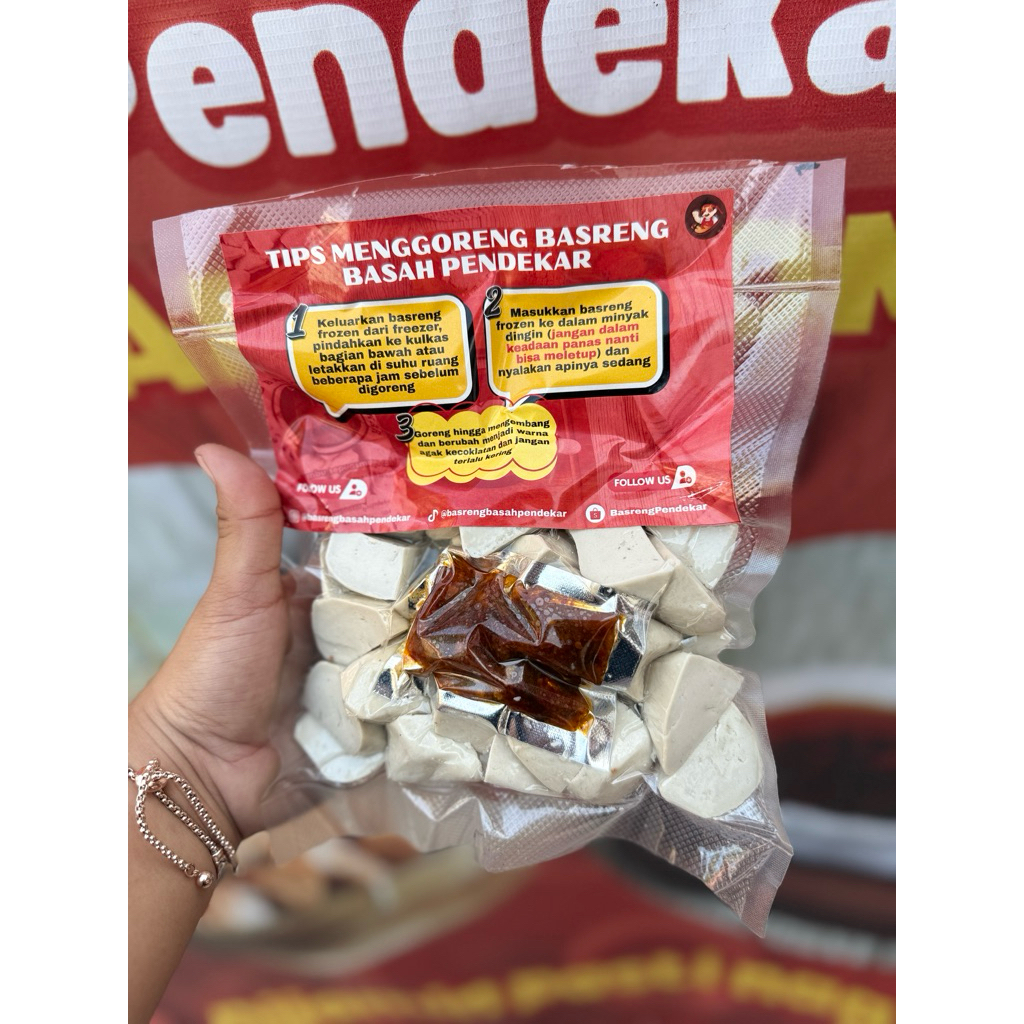 Pendeka
TIPS MENGGORENG BASRENG
BASAH PENDEKAR
1
Keluarkan basreng
frozen dari freezer,
pindahkan ke kulkas
bagian bawah atau
letakkan di suhu ruang
beberapa jam sebelum
digoreng
2
Masukkan basreng
frozen ke dalam minyak
dingin (jangan dalam
keadaan panas nanti
bisa meletup) dan
nyalakan apinya sedang
3
Goreng hingga mengembang
dan berubah menjadi warna
agak kecoklatan dan jangan
terlalu kering
FOLLOW US
FOLLOW US
@basrengbasahpendekar
@basrengbasahpendekar
BasrengPendekar